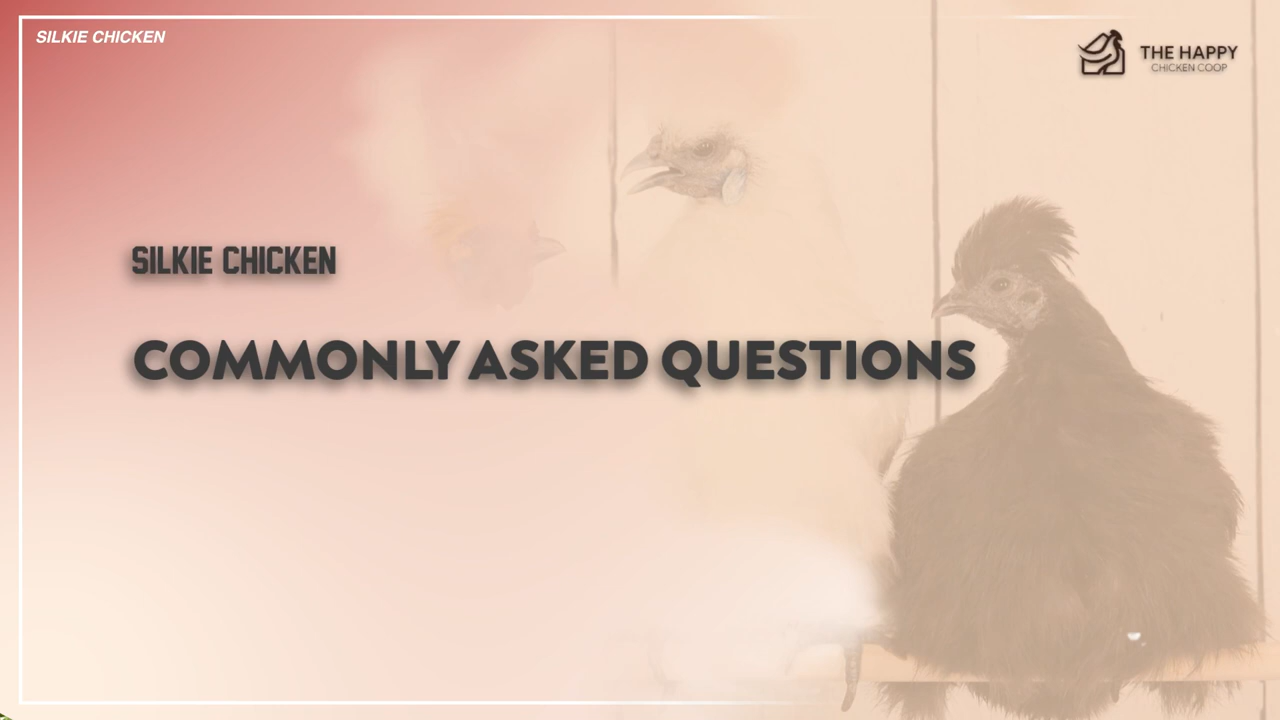 SILKIE CHICKEN
THE HAPPY
CHICKEN COOP
SILKIE CHICKEN
COMMONLY ASKED QUESTIONS